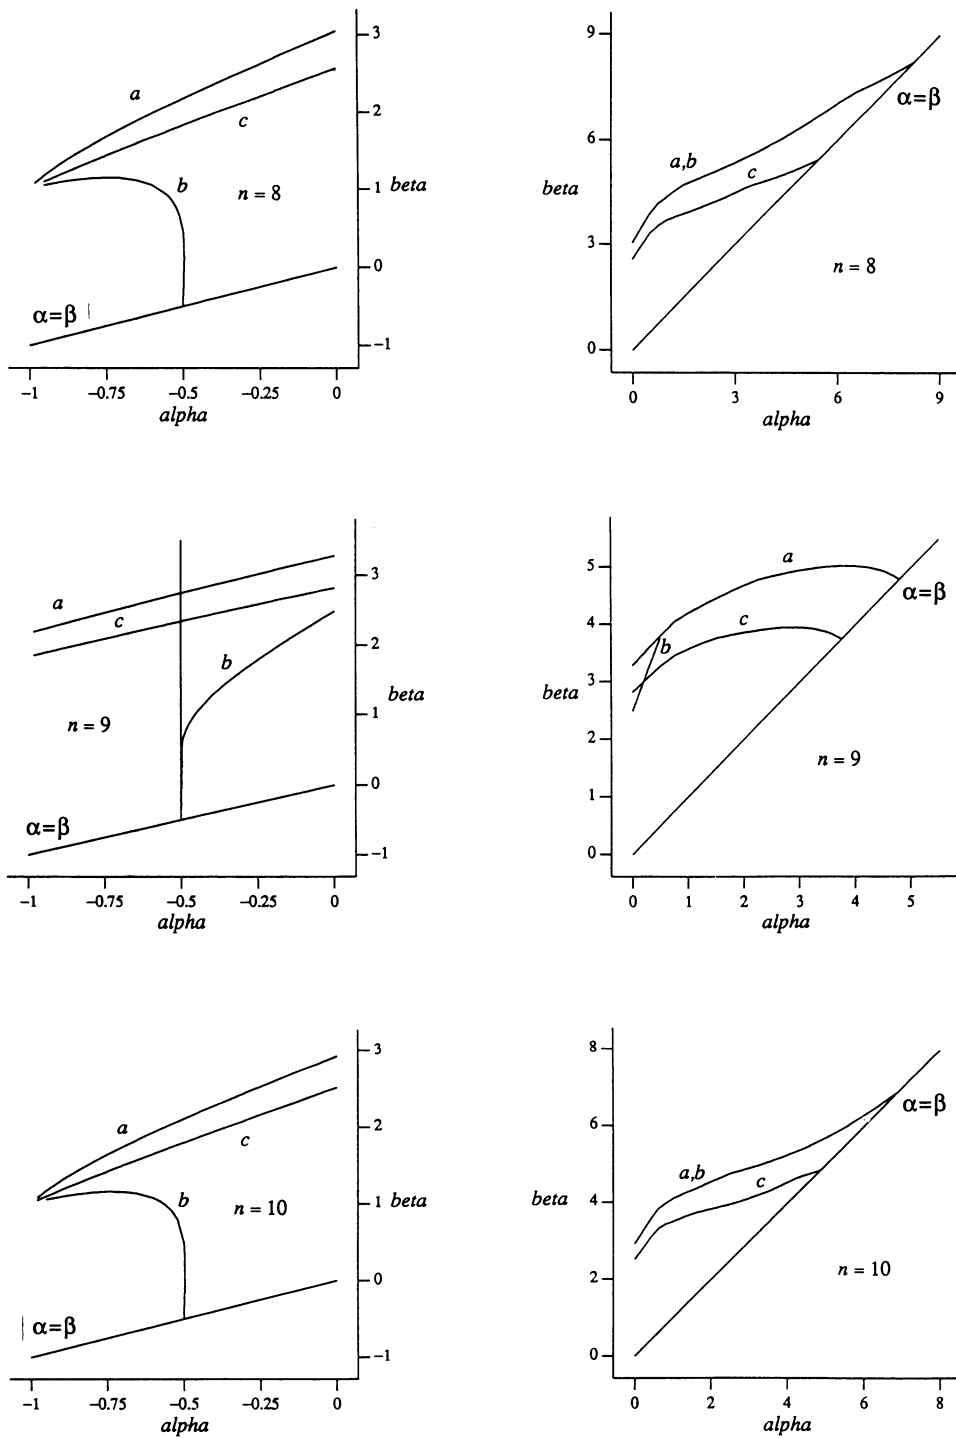 3
a
2
c
b
n = 8
1 beta
0
α=β
−1
−1 −0.75 −0.5 −0.25 0
alpha
9
α=β
6
a,b
c
beta
3
n = 8
0
0 3 6 9
alpha
3
a
c
2
b
beta
n = 9
1
0
α=β
−1
−1 −0.75 −0.5 −0.25 0
alpha
5
a
α=β
4
c
b
3
beta
2
n = 9
1
0
0 1 2 3 4 5
alpha
3
a
2
c
b
n = 10
1 beta
0
α=β
−1
−1 −0.75 −0.5 −0.25 0
alpha
8
α=β
6
a,b
c
beta
4
n = 10
2
0
0 2 4 6 8
alpha